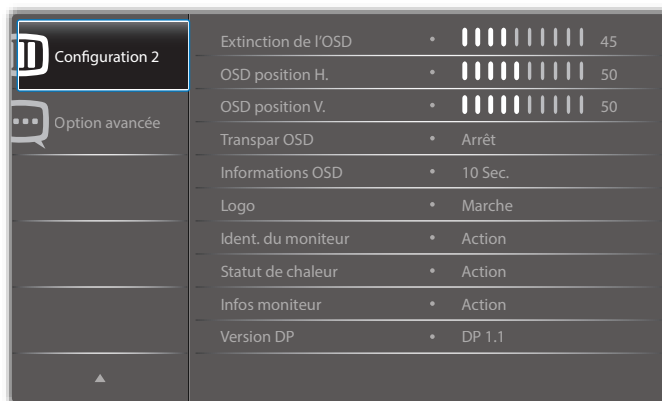 Configuration 2
Option avancée
Extinction de l’OSD • 45
OSD position H. • 50
OSD position V. • 50
Transpar OSD • Arrêt
Informations OSD • 10 Sec.
Logo • Marche
Ident. du moniteur • Action
Statut de chaleur • Action
Infos moniteur • Action
Version DP • DP 1.1